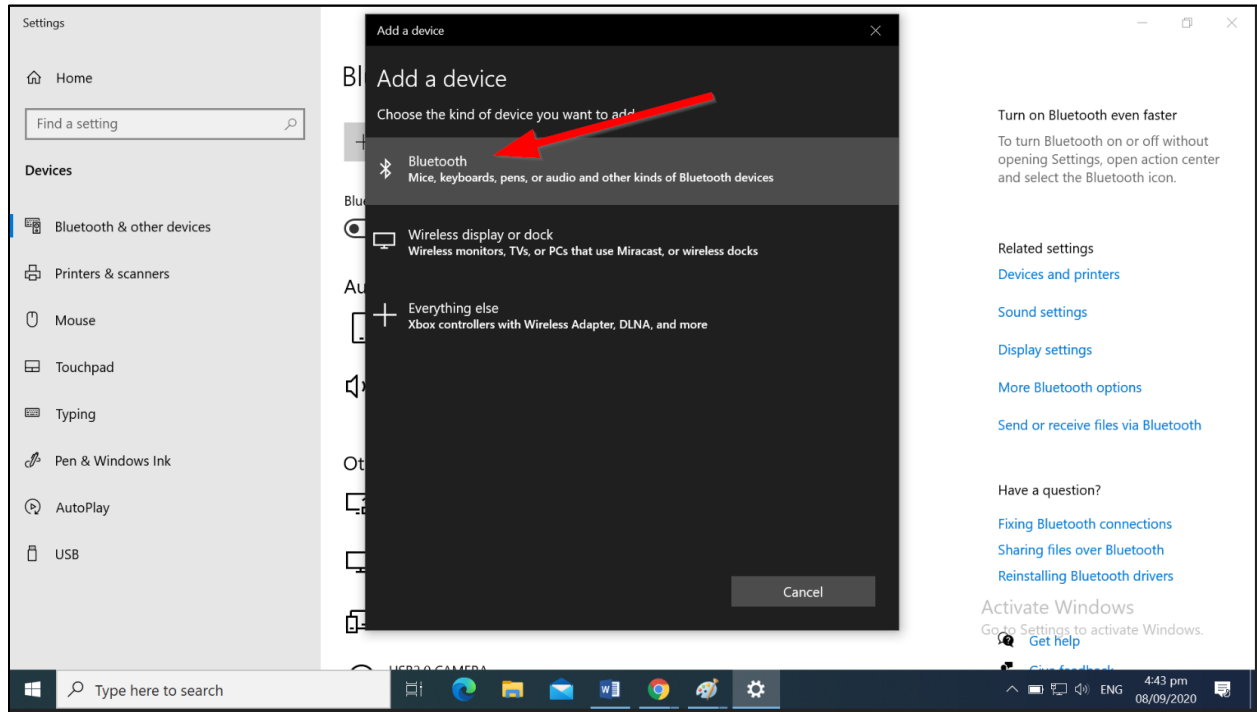 Settings
Home
Find a setting
Devices
Bluetooth & other devices
Printers & scanners
Mouse
Touchpad
Typing
Pen & Windows Ink
AutoPlay
USB
Add a device
Add a device
Choose the kind of device you want to add
Bluetooth
Mice, keyboards, pens, or audio and other kinds of Bluetooth devices
Wireless display or dock
Wireless monitors, TVs, or PCs that use Miracast, or wireless docks
Everything else
Xbox controllers with Wireless Adapter, DLNA, and more
Cancel
Turn on Bluetooth even faster
To turn Bluetooth on or off without
opening Settings, open action center
and select the Bluetooth icon.
Related settings
Devices and printers
Sound settings
Display settings
More Bluetooth options
Send or receive files via Bluetooth
Have a question?
Fixing Bluetooth connections
Sharing files over Bluetooth
Reinstalling Bluetooth drivers
Activate Windows
Go to Settings to activate Windows.
Get help
Give feedback
USB2.0 CAMERA
Type here to search
ENG
4:43 pm
08/09/2020